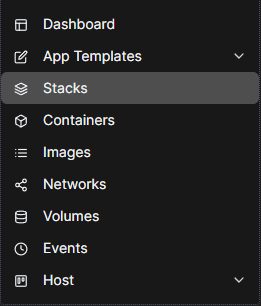 Dashboard
App Templates
Stacks
Containers
Images
Networks
Volumes
Events
Host